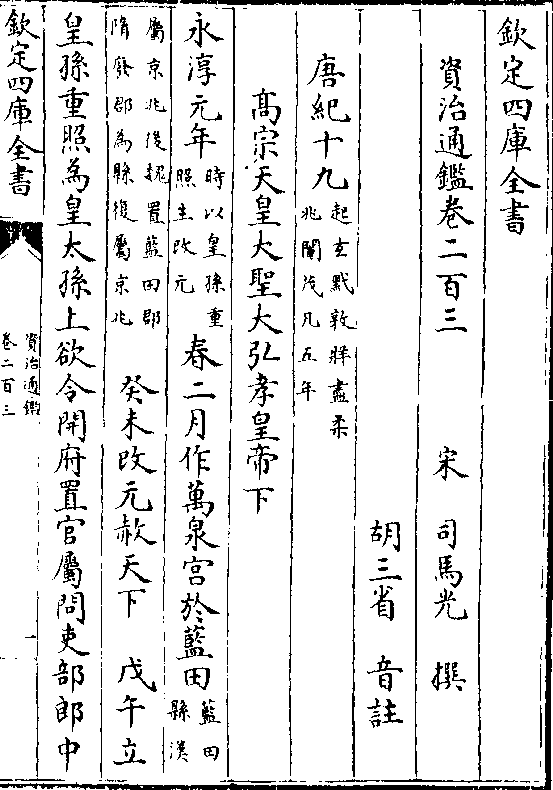 欽定四庫全書
資治通鑑卷二百三
宋 司馬光 撰
胡三省 音註
唐紀十九起玄黓敦牂盡柔兆閹茂凡五年
高宗天皇大聖大弘孝皇帝下
永淳元年時以皇孫重照生改元春二月作萬泉宮於藍田藍田縣漢
屬京兆後魏置藍田郡隋廢郡為縣復屬京兆癸未改元赦天下 戊午立
皇孫重照為皇太孫上欲令開府置官屬問吏部郎中
欽定四庫全書
資治通鑑
卷二百三
一